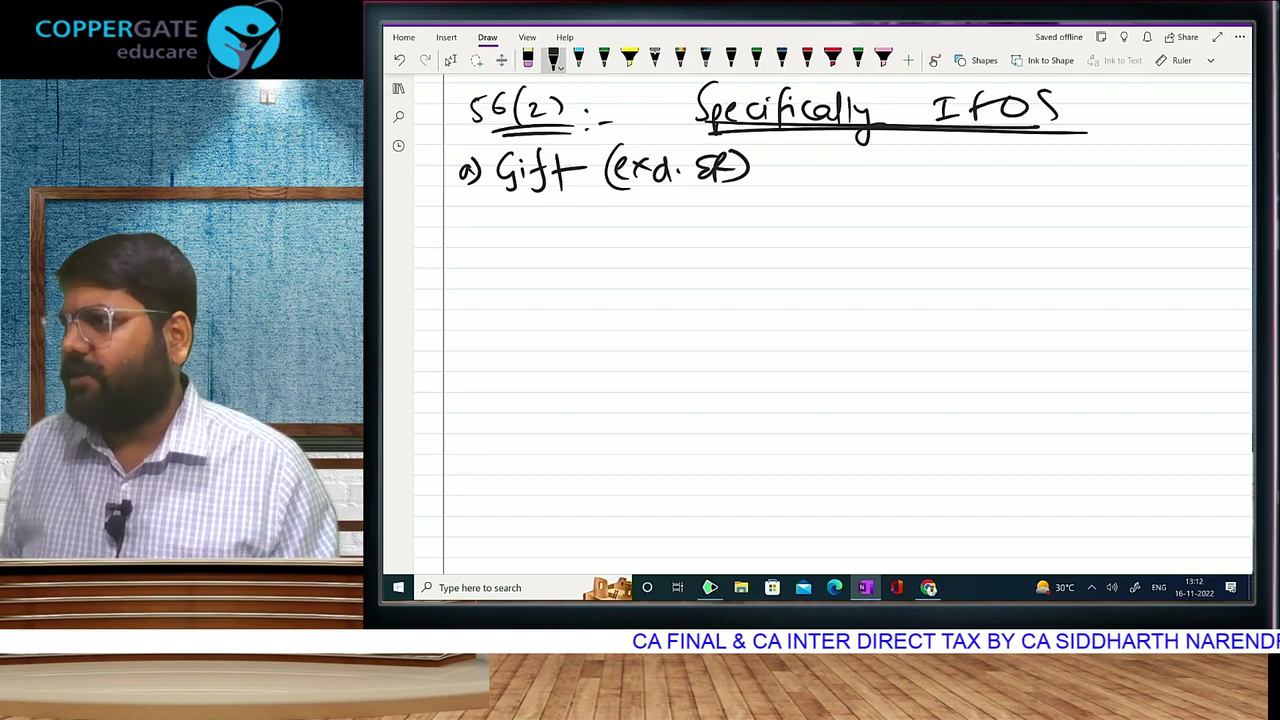 COPPERGATE
educare
Home Insert Draw View Help
Saved offline
Share
Shapes Ink to Shape Ink to Text Ruler
56(2) :- Specifically IFOS
a) Gift (excl. SR)
Type here to search
30°C
ENG
13:12
16-11-2022
CA FINAL & CA INTER DIRECT TAX BY CA SIDDHARTH NAREND